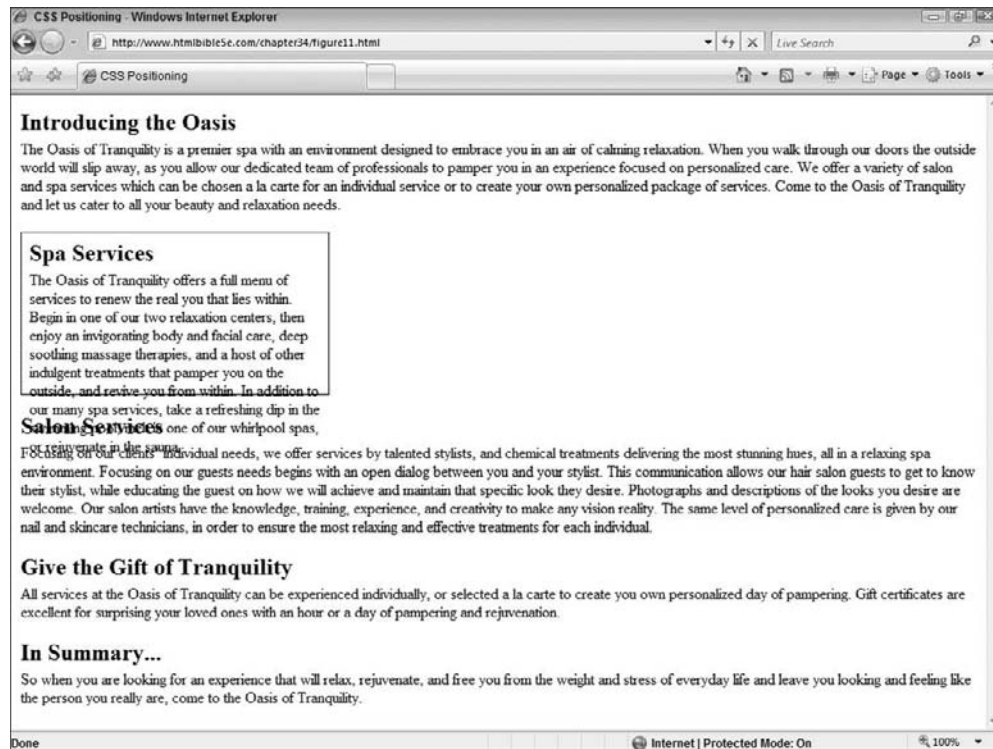 CSS Positioning - Windows Internet Explorer
http://www.htmlbible5e.com/chapter34/figure11.html
Live Search
CSS Positioning
Page
Tools
Introducing the Oasis
The Oasis of Tranquility is a premier spa with an environment designed to embrace you in an air of calming relaxation. When you walk through our doors the outside
world will slip away, as you allow our dedicated team of professionals to pamper you in an experience focused on personalized care. We offer a variety of salon
and spa services which can be chosen a la carte for an individual service or to create your own personalized package of services. Come to the Oasis of Tranquility
and let us cater to all your beauty and relaxation needs.
Spa Services
The Oasis of Tranquility offers a full menu of
services to renew the real you that lies within.
Begin in one of our two relaxation centers, then
enjoy an invigorating body and facial care, deep
soothing massage therapies, and a host of other
indulgent treatments that pamper you on the
outside, and revive you from within. In addition to
our many spa services, take a refreshing dip in the
one of our whirlpool spas,
or rejuvenate in the sauna.
Salon Services
Focusing on our clients' individual needs, we offer services by talented stylists, and chemical treatments delivering the most stunning hues, all in a relaxing spa
environment. Focusing on our guests needs begins with an open dialog between you and your stylist. This communication allows our hair salon guests to get to know
their stylist, while educating the guest on how we will achieve and maintain that specific look they desire. Photographs and descriptions of the looks you desire are
welcome. Our salon artists have the knowledge, training, experience, and creativity to make any vision reality. The same level of personalized care is given by our
nail and skincare technicians, in order to ensure the most relaxing and effective treatments for each individual.
Give the Gift of Tranquility
All services at the Oasis of Tranquility can be experienced individually, or selected a la carte to create you own personalized day of pampering. Gift certificates are
excellent for surprising your loved ones with an hour or a day of pampering and rejuvenation.
In Summary...
So when you are looking for an experience that will relax, rejuvenate, and free you from the weight and stress of everyday life and leave you looking and feeling like
the person you really are, come to the Oasis of Tranquility.
Done
Internet | Protected Mode: On
100%